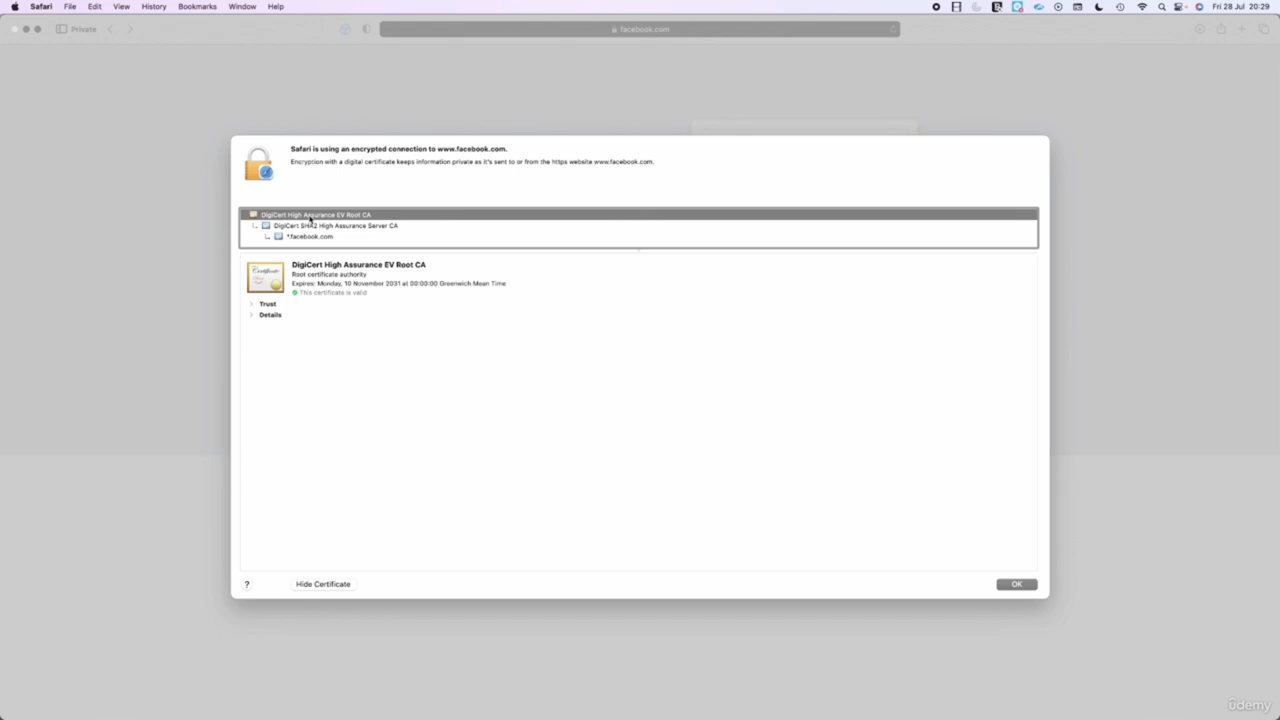 Safari File Edit View History Bookmarks Window Help Fri 28 Jul 20:29
Private facebook.com
Safari is using an encrypted connection to www.facebook.com.
Encryption with a digital certificate keeps information private as it's sent to or from the https website www.facebook.com.
DigiCert High Assurance EV Root CA
DigiCert SHA2 High Assurance Server CA
*.facebook.com
Certificate
DigiCert High Assurance EV Root CA
Root certificate authority
Expires: Monday, 10 November 2031 at 00:00:00 Greenwich Mean Time
This certificate is valid
Trust
Details
? Hide Certificate OK
ûdemy